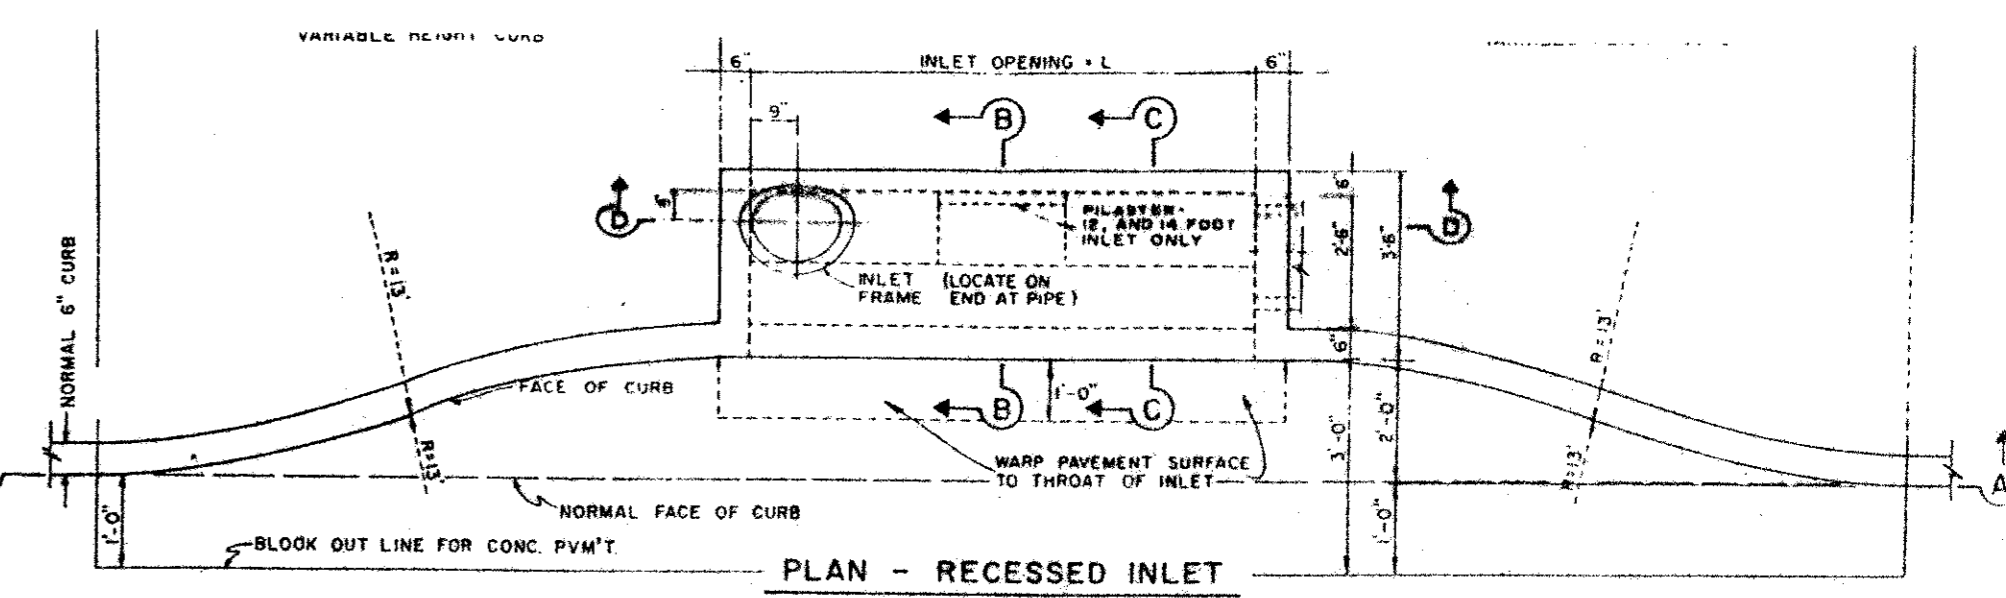 VARIABLE HEIGHT CURB
6"
INLET OPENING = L
6"
9"
B
C
D
6"
PILASTER-
12, AND 14 FOOT
INLET ONLY
6"
2'-6"
3'-6"
D
NORMAL 6" CURB
R=13'
INLET
FRAME
(LOCATE ON
END AT PIPE)
R=13'
6"
FACE OF CURB
1'-0"
B
C
R=13'
3'-0"
2'-0"
WARP PAVEMENT SURFACE
TO THROAT OF INLET
R=13'
A
NORMAL FACE OF CURB
1'-0"
1'-0"
BLOCK OUT LINE FOR CONC. PVM'T.
PLAN - RECESSED INLET